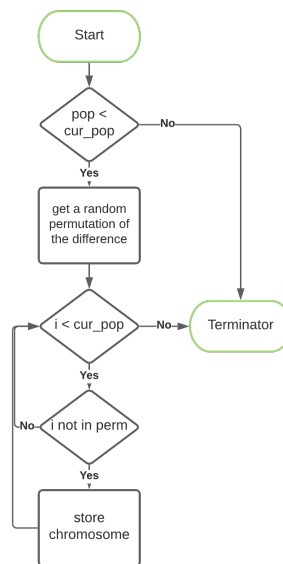 Start
pop <
cur_pop
No
Yes
get a random
permutation of
the difference
i < cur_pop
No
Terminator
Yes
i not in perm
No
Yes
store
chromosome